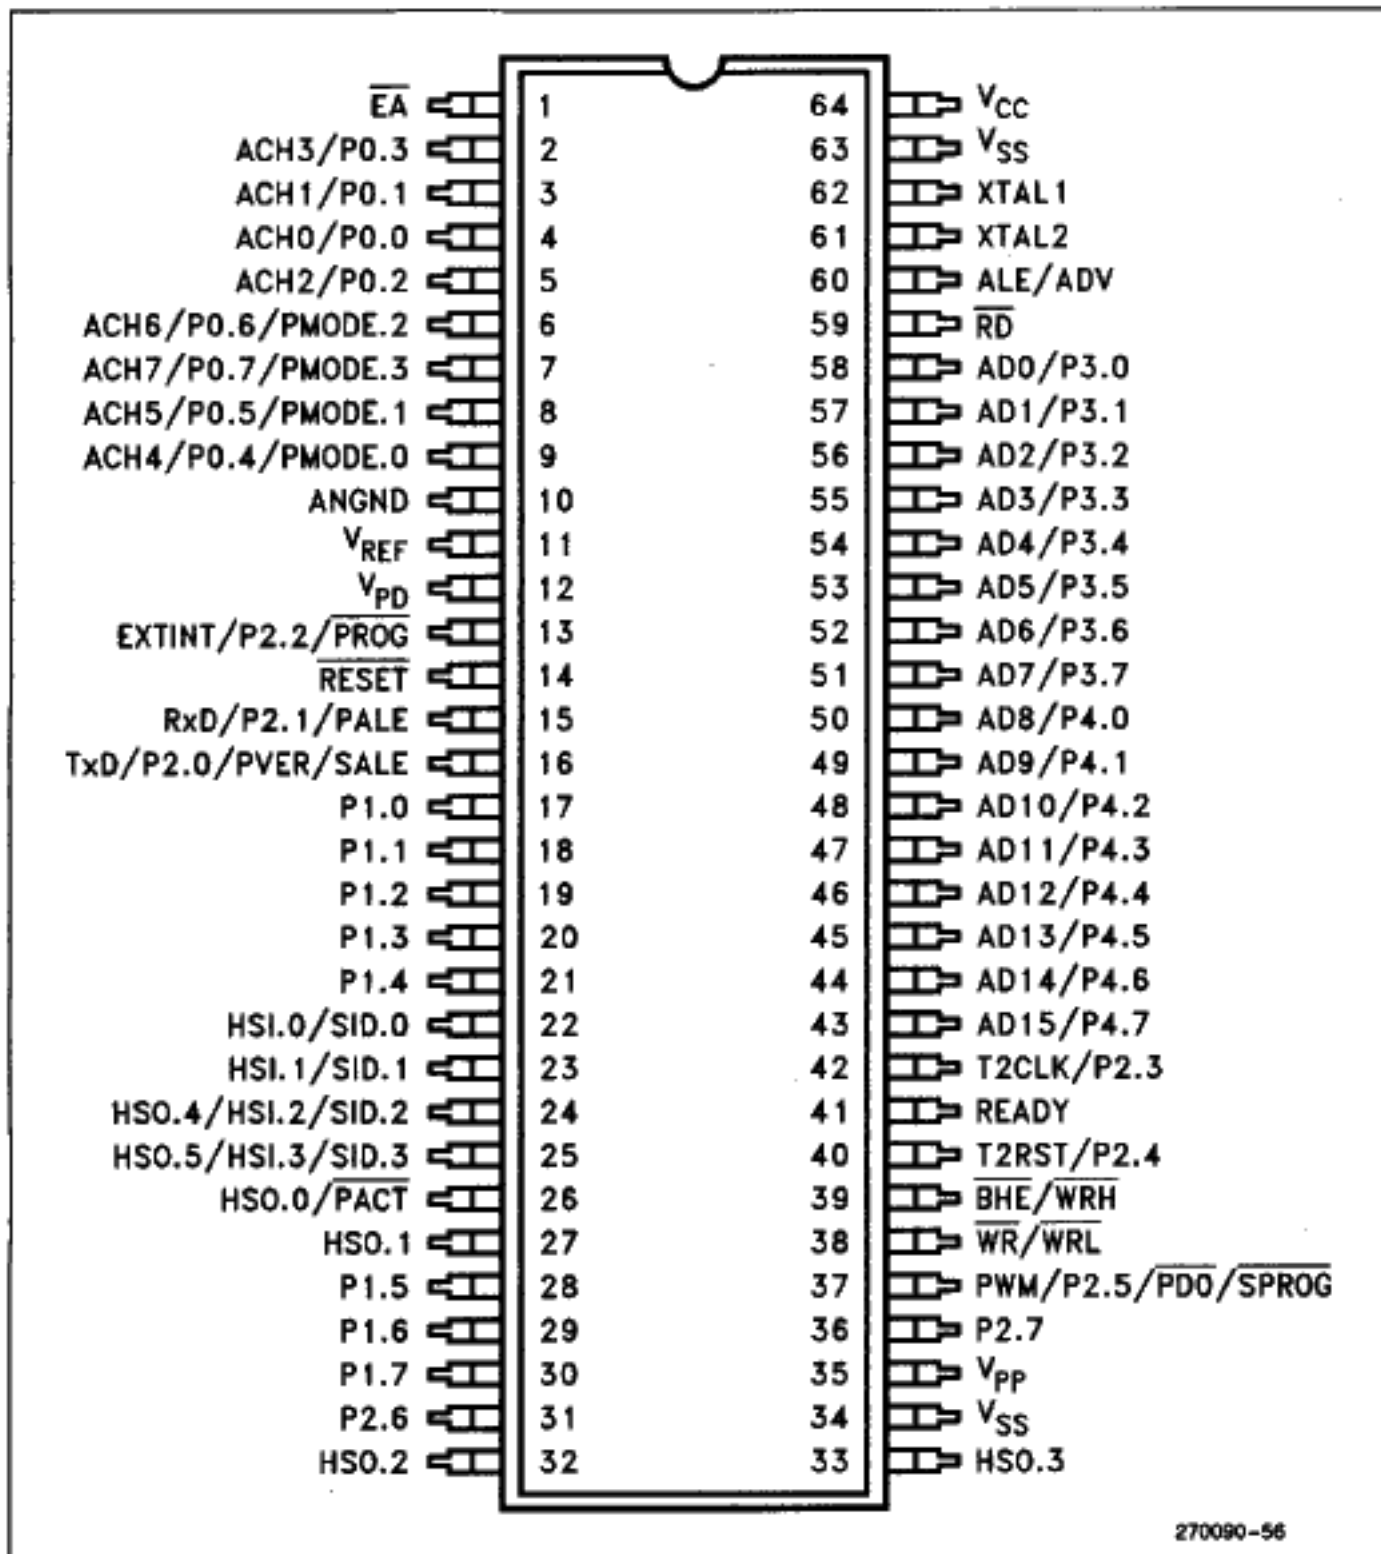 E̅A̅ 1 64 VCC
ACH3/P0.3 2 63 VSS
ACH1/P0.1 3 62 XTAL1
ACH0/P0.0 4 61 XTAL2
ACH2/P0.2 5 60 ALE/ADV
ACH6/P0.6/PMODE.2 6 59 R̅D̅
ACH7/P0.7/PMODE.3 7 58 AD0/P3.0
ACH5/P0.5/PMODE.1 8 57 AD1/P3.1
ACH4/P0.4/PMODE.0 9 56 AD2/P3.2
ANGND 10 55 AD3/P3.3
VREF 11 54 AD4/P3.4
VPD 12 53 AD5/P3.5
EXTINT/P2.2/P̅R̅O̅G̅ 13 52 AD6/P3.6
R̅E̅S̅E̅T̅ 14 51 AD7/P3.7
RxD/P2.1/PALE 15 50 AD8/P4.0
TxD/P2.0/PVER/SALE 16 49 AD9/P4.1
P1.0 17 48 AD10/P4.2
P1.1 18 47 AD11/P4.3
P1.2 19 46 AD12/P4.4
P1.3 20 45 AD13/P4.5
P1.4 21 44 AD14/P4.6
HSI.0/SID.0 22 43 AD15/P4.7
HSI.1/SID.1 23 42 T2CLK/P2.3
HSO.4/HSI.2/SID.2 24 41 READY
HSO.5/HSI.3/SID.3 25 40 T2RST/P2.4
HSO.0/P̅A̅C̅T̅ 26 39 B̅H̅E̅/W̅R̅H̅
HSO.1 27 38 W̅R̅/W̅R̅L̅
P1.5 28 37 PWM/P2.5/P̅D̅O̅/S̅P̅R̅O̅G̅
P1.6 29 36 P2.7
P1.7 30 35 VPP
P2.6 31 34 VSS
HSO.2 32 33 HSO.3
270090-56